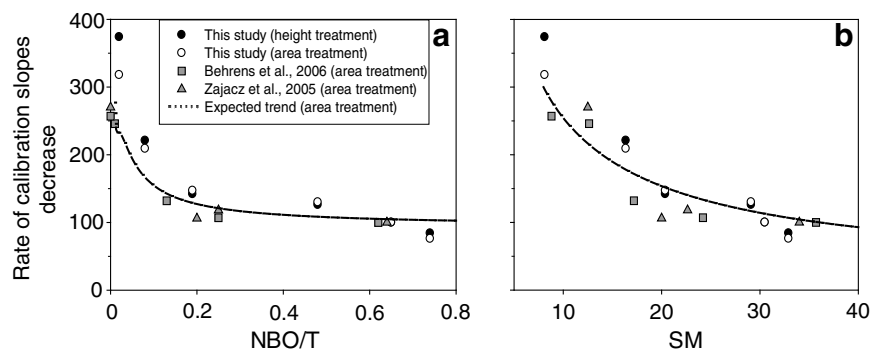 400
300
200
100
0
Rate of calibration slopes
decrease
a
This study (height treatment)
This study (area treatment)
Behrens et al., 2006 (area treatment)
Zajacz et al., 2005 (area treatment)
Expected trend (area treatment)
0 0.2 0.4 0.6 0.8
NBO/T
b
10 20 30 40
SM